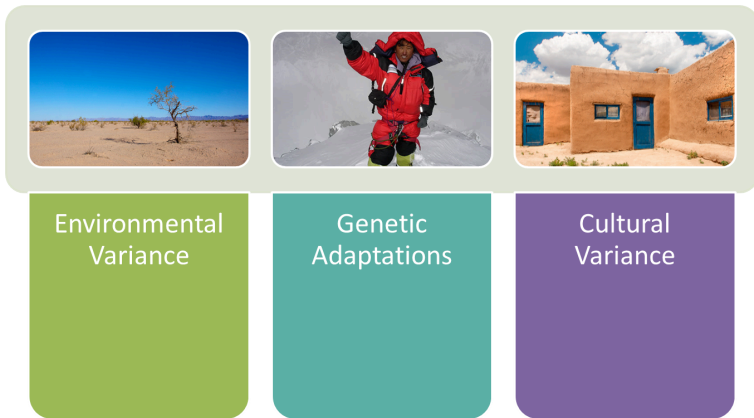 Environmental
Variance
Genetic
Adaptations
Cultural
Variance